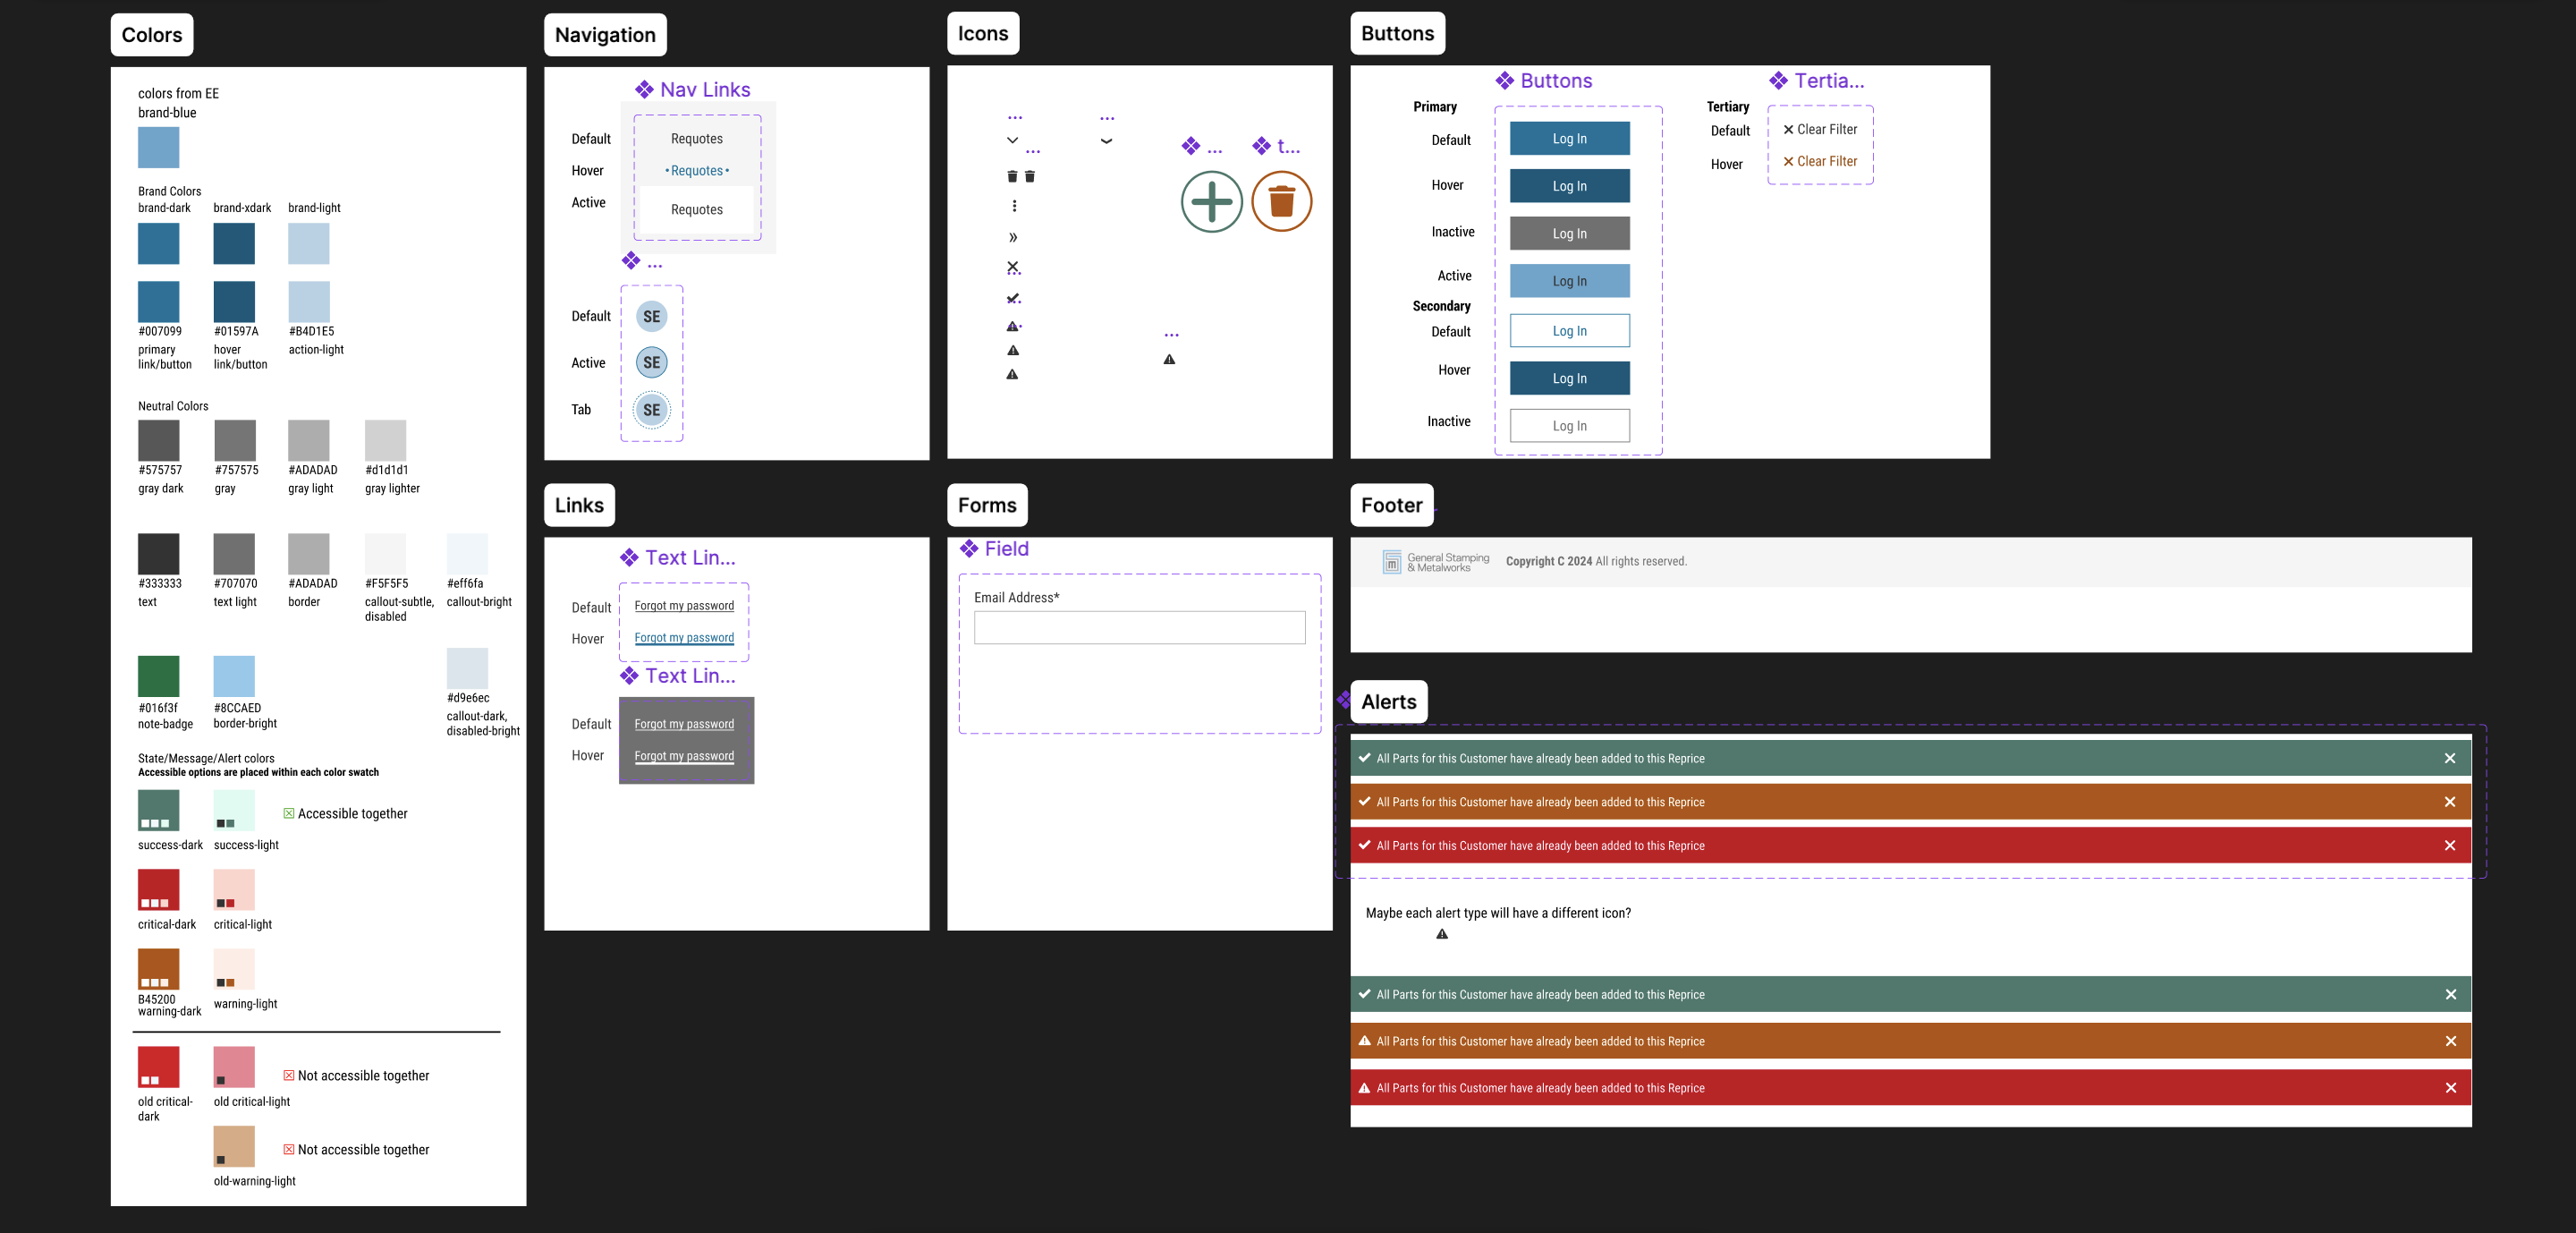 Colors
colors from EE
brand-blue
Brand Colors
brand-dark brand-xdark brand-light
#007099 #01597A #B4D1E5
primary link/button
hover link/button
action-light
Neutral Colors
#575757 #757575 #ADADAD #d1d1d1
gray dark gray gray light gray lighter
#333333 #707070 #ADADAD #F5F5F5 #eff6fa
text text light border callout-subtle, disabled callout-bright
#016f3f #8CCAED #d9e6ec
note-badge border-bright callout-dark, disabled-bright
State/Message/Alert colors
Accessible options are placed within each color swatch
Accessible together
success-dark success-light
critical-dark critical-light
B45200
warning-dark warning-light
Not accessible together
old critical-dark
old critical-light
Not accessible together
old-warning-light
Navigation
Nav Links
Default Requotes
Hover •Requotes•
Active Requotes
...
Default SE
Active SE
Tab SE
Icons
...
...
...
...
t...
...
...
...
...
Buttons
Buttons
Primary
Default Log In
Hover Log In
Inactive Log In
Active Log In
Secondary
Default Log In
Hover Log In
Inactive Log In
Tertia...
Tertiary
Default Clear Filter
Hover Clear Filter
Links
Text Lin...
Default Forgot my password
Hover Forgot my password
Text Lin...
Default Forgot my password
Hover Forgot my password
Forms
Field
Email Address*
Footer
General Stamping
& Metalworks
Copyright C 2024 All rights reserved.
Alerts
All Parts for this Customer have already been added to this Reprice
All Parts for this Customer have already been added to this Reprice
All Parts for this Customer have already been added to this Reprice
Maybe each alert type will have a different icon?
All Parts for this Customer have already been added to this Reprice
All Parts for this Customer have already been added to this Reprice
All Parts for this Customer have already been added to this Reprice